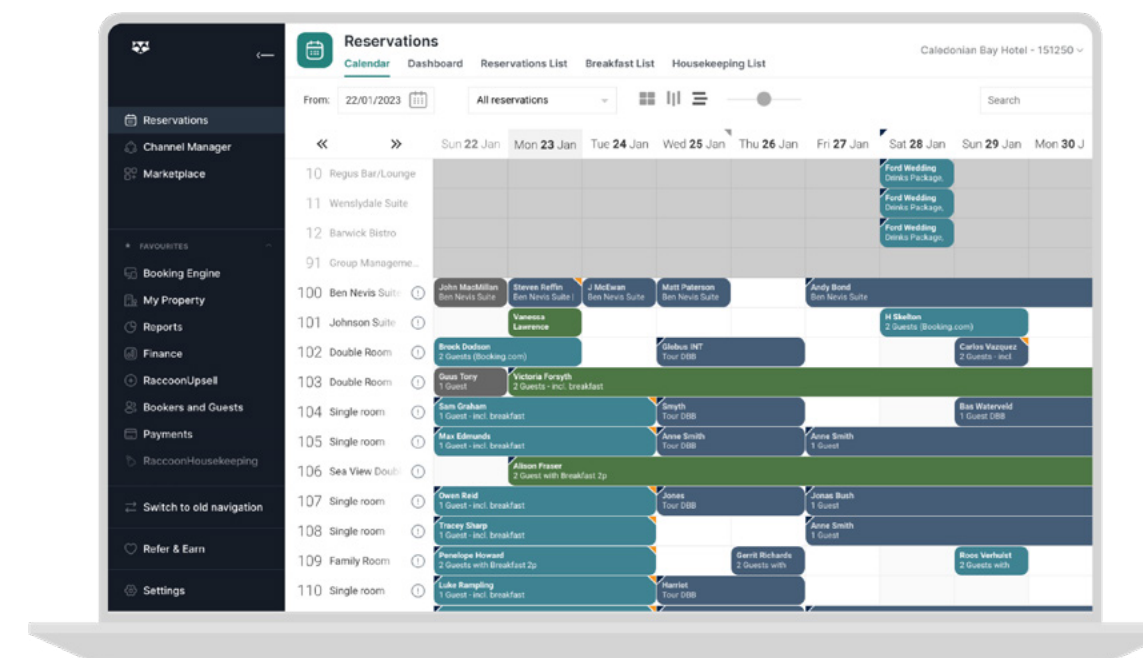 Reservations
Calendar Dashboard Reservations List Breakfast List Housekeeping List
Caledonian Bay Hotel - 151250
From: 22/01/2023 All reservations Search
Reservations
Channel Manager
Marketplace
FAVOURITES
Booking Engine
My Property
Reports
Finance
RaccoonUpsell
Bookers and Guests
Payments
RaccoonHousekeeping
Switch to old navigation
Refer & Earn
Settings
« » Sun 22 Jan Mon 23 Jan Tue 24 Jan Wed 25 Jan Thu 26 Jan Fri 27 Jan Sat 28 Jan Sun 29 Jan Mon 30 J
10 Regus Bar/Lounge
Ford Wedding
Drinks Package,
11 Wenslydale Suite
Ford Wedding
Drinks Package,
12 Barwick Bistro
Ford Wedding
Drinks Package,
91 Group Manageme...
100 Ben Nevis Suite
John MacMillan Steven Reffin J McEwan Matt Paterson Andy Bond
Ben Nevis Suite Ben Nevis Suite | Ben Nevis Suite Ben Nevis Suite Ben Nevis Suite
101 Johnson Suite
Vanessa H Skelton
Lawrence 2 Guests (Booking.com)
102 Double Room
Brock Dodson Globus INT Carlos Vazquez
2 Guests (Booking.com) Tour DBB 2 Guests - incl
103 Double Room
Guus Tony Victoria Forsyth
1 Guest 2 Guests - incl. breakfast
104 Single room
Sam Graham Smyth Bas Waterveld
1 Guest - incl. breakfast Tour DBB 1 Guest DBB
105 Single room
Max Edmunds Anne Smith Anne Smith
1 Guest - incl. breakfast Tour DBB 1 Guest
106 Sea View Doub
Alison Fraser
2 Guest with Breakfast 2p
107 Single room
Owen Reid Jones Jonas Bush
1 Guest - incl. breakfast Tour DBB 1 Guest
108 Single room
Tracey Sharp Anne Smith
1 Guest - incl. breakfast 1 Guest
109 Family Room
Penelope Howard Gerrit Richards Roos Verhulst
2 Guests with Breakfast 2p 2 Guests with 2 Guests with
110 Single room
Luke Rampling Harriet
1 Guest - incl. breakfast Tour DBB